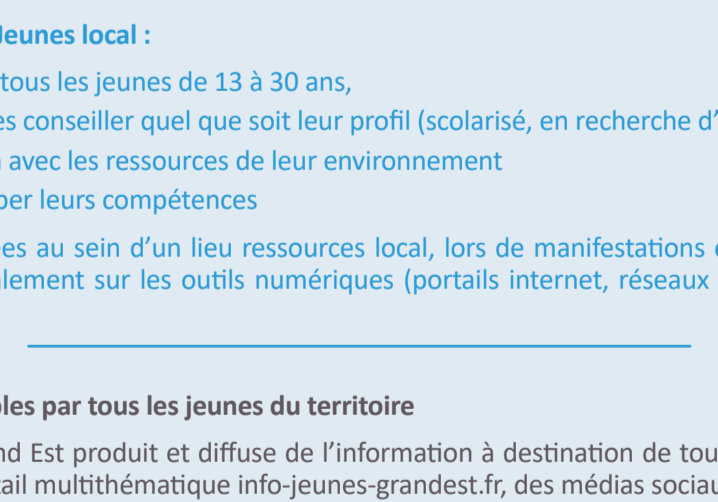 Jeunes local :
tous les jeunes de 13 à 30 ans,
es conseiller quel que soit leur profil (scolarisé, en recherche d'
avec les ressources de leur environnement
per leurs compétences
es au sein d'un lieu ressources local, lors de manifestations
lement sur les outils numériques (portails internet, réseaux
les par tous les jeunes du territoire
nd Est produit et diffuse de l'information à destination de tou
tail multithématique info-jeunes-grandest.fr, des médias sociau